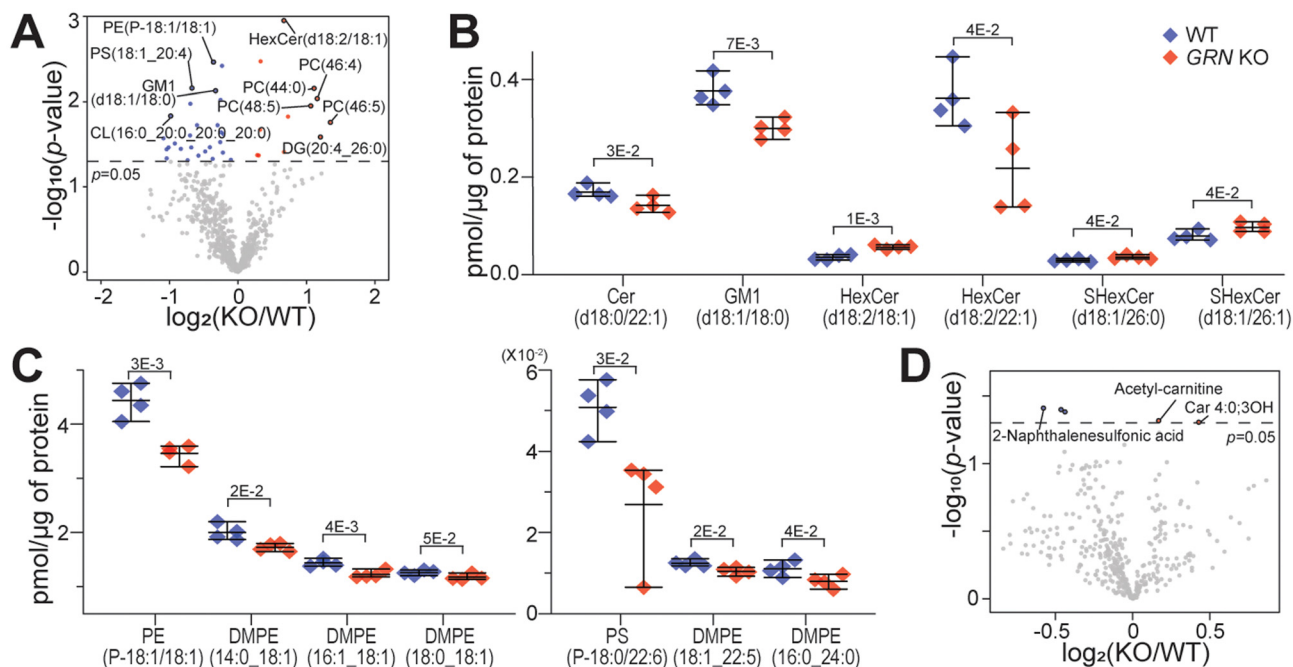 A
-log₁₀(p-value)
3
2
1
0
PE(P-18:1/18:1)
HexCer(d18:2/18:1)
PS(18:1_20:4)
PC(46:4)
GM1
(d18:1/18:0)
PC(44:0)
PC(48:5)
PC(46:5)
CL(16:0_20:0_20:0_20:0)
DG(20:4_26:0)
p=0.05
-2 -1 0 1 2
log₂(KO/WT)
B
WT
GRN KO
pmol/µg of protein
0.4
0.2
0.0
3E-2
7E-3
1E-3
4E-2
4E-2
4E-2
Cer
(d18:0/22:1)
GM1
(d18:1/18:0)
HexCer
(d18:2/18:1)
HexCer
(d18:2/22:1)
SHexCer
(d18:1/26:0)
SHexCer
(d18:1/26:1)
C
pmol/µg of protein
4
2
3E-3
2E-2
4E-3
5E-2
PE
(P-18:1/18:1)
DMPE
(14:0_18:1)
DMPE
(16:1_18:1)
DMPE
(18:0_18:1)
(X10⁻²)
6
4
2
0
3E-2
2E-2
4E-2
PS
(P-18:0/22:6)
DMPE
(18:1_22:5)
DMPE
(16:0_24:0)
D
-log₁₀(p-value)
1
0
Acetyl-carnitine
Car 4:0;3OH
2-Naphthalenesulfonic acid
p=0.05
-0.5 0 0.5
log₂(KO/WT)